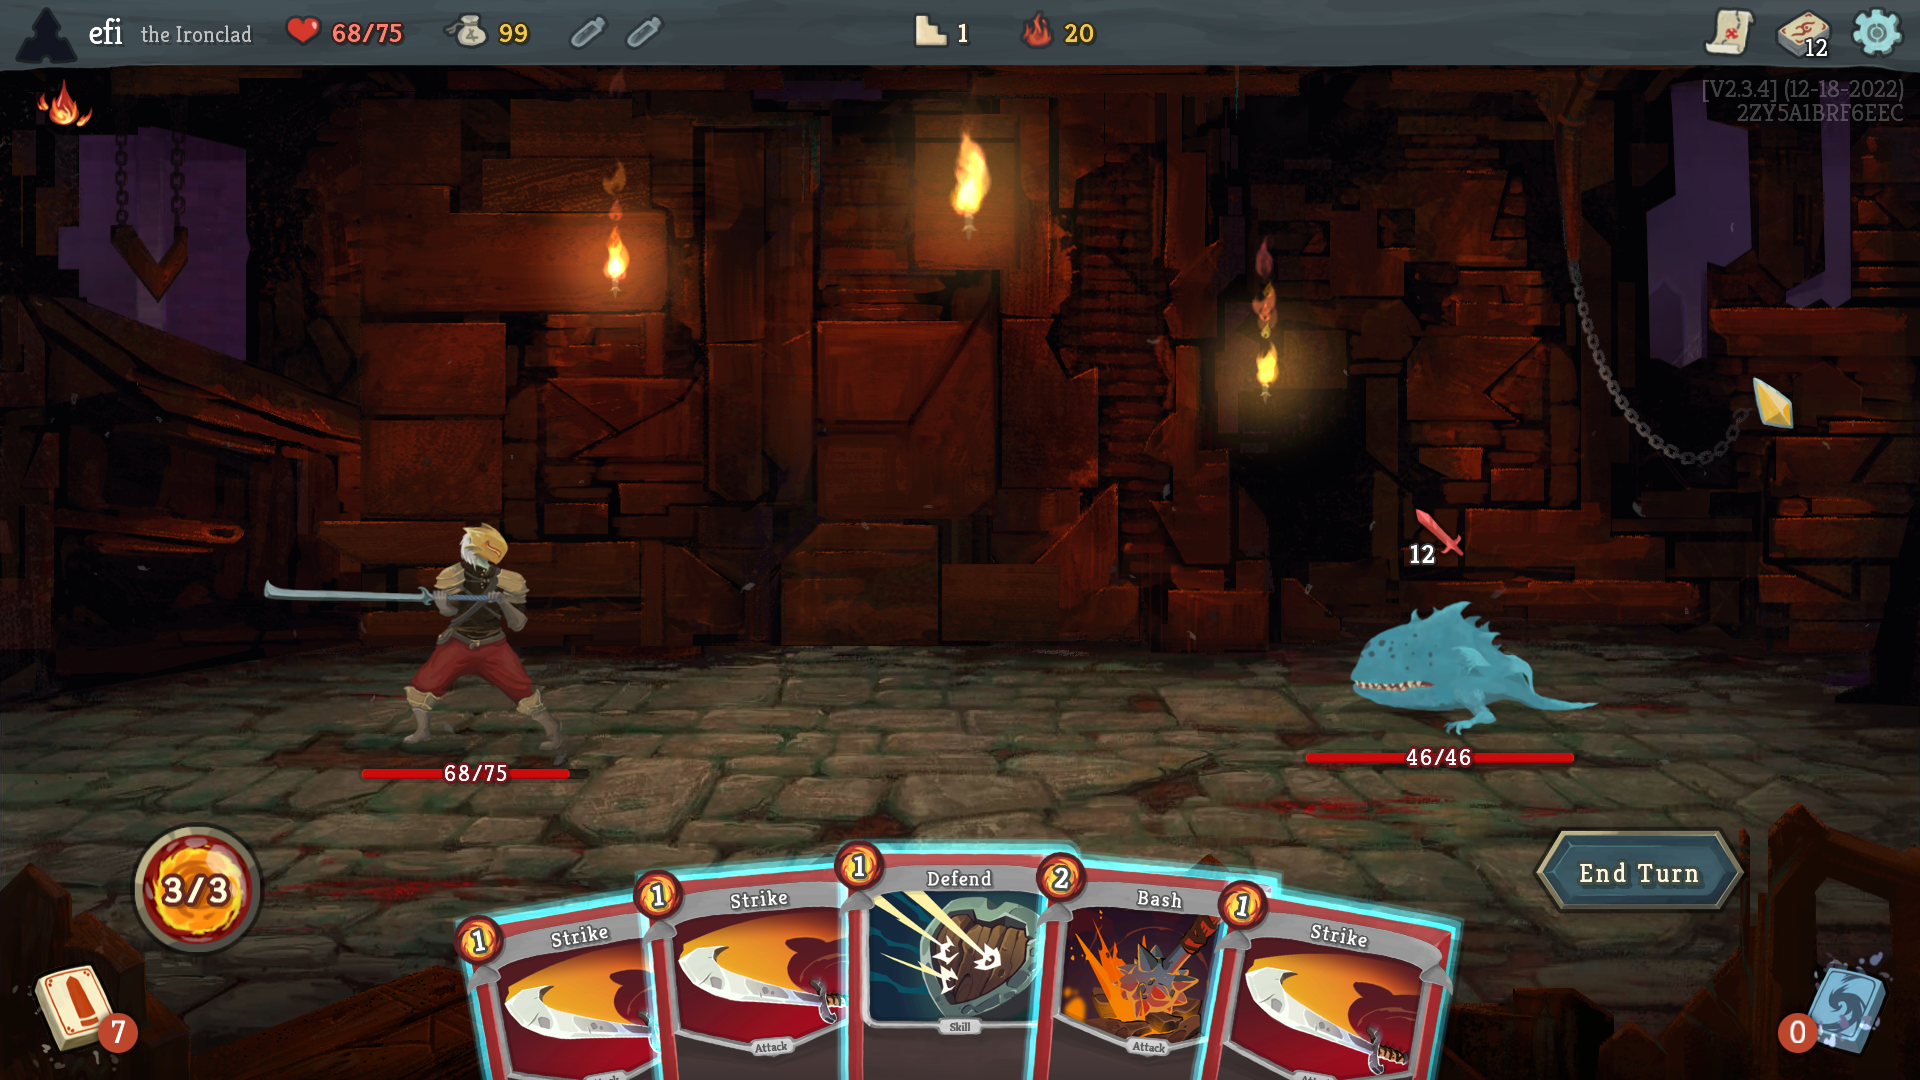 efi the Ironclad 68/75 99 1 20 12
[V2.3.4] (12-18-2022)
2ZY5A1BRF6EEC
12
68/75
46/46
3/3
End Turn
1 Strike
1 Strike
Attack
1 Defend
Skill
2 Bash
Attack
1 Strike
7
0